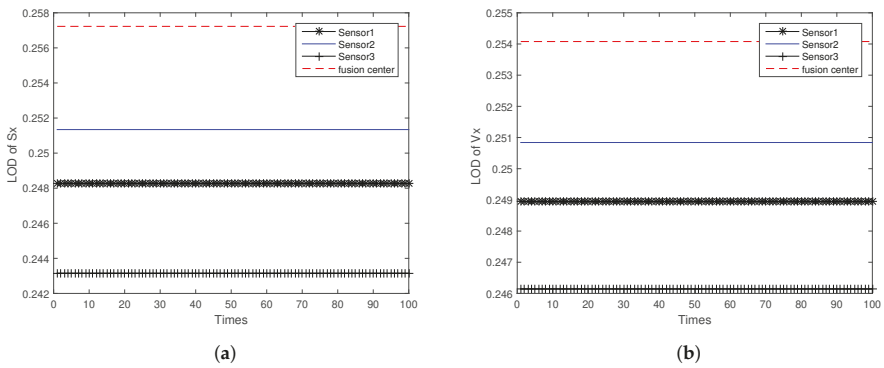 0.258
0.256
0.254
0.252
0.25
0.248
0.246
0.244
0.242
LOD of Sx
0 10 20 30 40 50 60 70 80 90 100
Times
Sensor1
Sensor2
Sensor3
fusion center
(a)
0.255
0.254
0.253
0.252
0.251
0.25
0.249
0.248
0.247
0.246
LOD of Vx
0 10 20 30 40 50 60 70 80 90 100
Times
Sensor1
Sensor2
Sensor3
fusion center
(b)